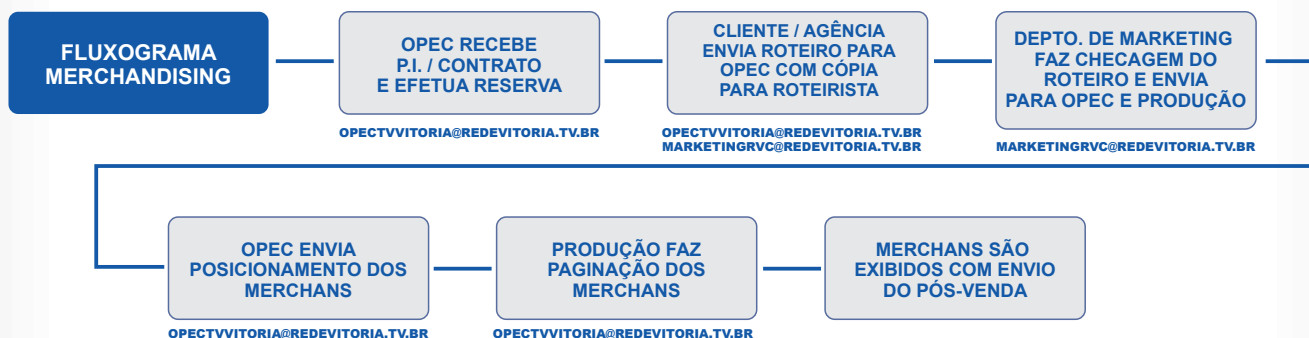 FLUXOGRAMA
MERCHANDISING
OPEC RECEBE
P.I. / CONTRATO
E EFETUA RESERVA
OPECTVVITORIA@REDEVITORIA.TV.BR
CLIENTE / AGÊNCIA
ENVIA ROTEIRO PARA
OPEC COM CÓPIA
PARA ROTEIRISTA
OPECTVVITORIA@REDEVITORIA.TV.BR
MARKETINGRVC@REDEVITORIA.TV.BR
DEPTO. DE MARKETING
FAZ CHECAGEM DO
ROTEIRO E ENVIA
PARA OPEC E PRODUÇÃO
MARKETINGRVC@REDEVITORIA.TV.BR
OPEC ENVIA
POSICIONAMENTO DOS
MERCHANS
OPECTVVITORIA@REDEVITORIA.TV.BR
PRODUÇÃO FAZ
PAGINAÇÃO DOS
MERCHANS
OPECTVVITORIA@REDEVITORIA.TV.BR
MERCHANS SÃO
EXIBIDOS COM ENVIO
DO PÓS-VENDA